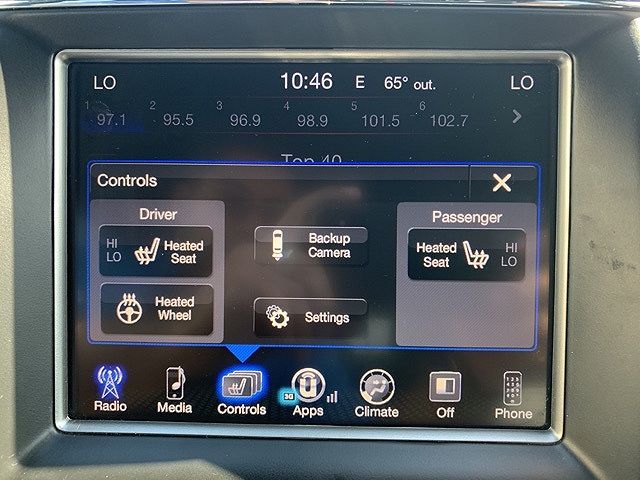 LO 10:46 E 65° out. LO
1 2 3 4 5 6
97.1 95.5 96.9 98.9 101.5 102.7
Top 40
Controls
Driver
Passenger
HI
LO
Heated
Seat
Backup
Camera
Heated
Seat
HI
LO
Heated
Wheel
Settings
3G
Radio Media Controls Apps Climate Off Phone